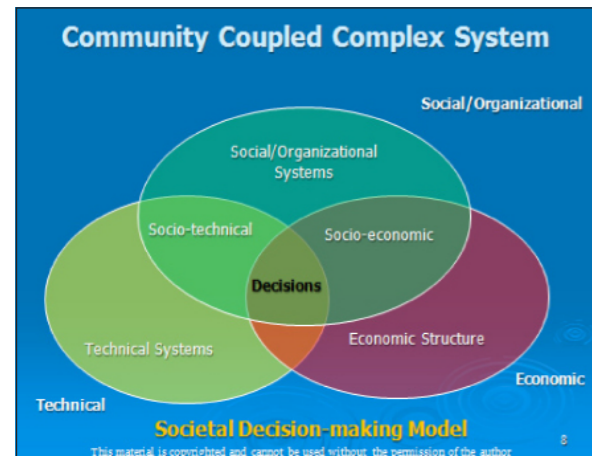 Community Coupled Complex System
Social/Organizational
Social/Organizational
Systems
Socio-technical
Socio-economic
Decisions
Technical Systems
Economic Structure
Economic
Technical
Societal Decision-making Model
8
This material is copyrighted and cannot be used without the permission of the author